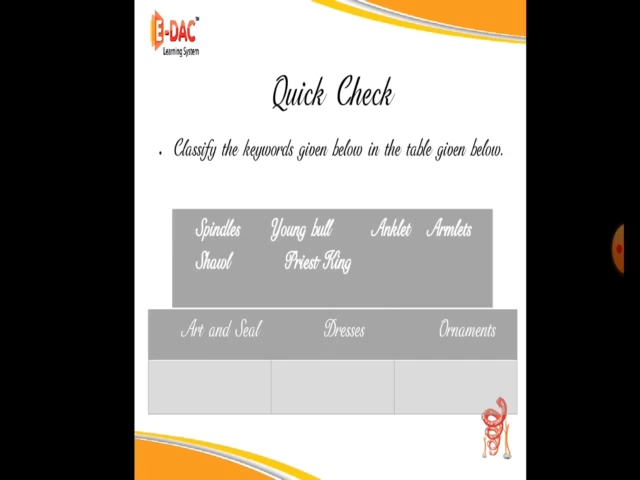 E-DAC
Learning System
Quick Check
• Classify the keywords given below in the table given below.
Spindles Young bull Anklet Armlets
Shawl Priest King
Art and Seal Dresses Ornaments